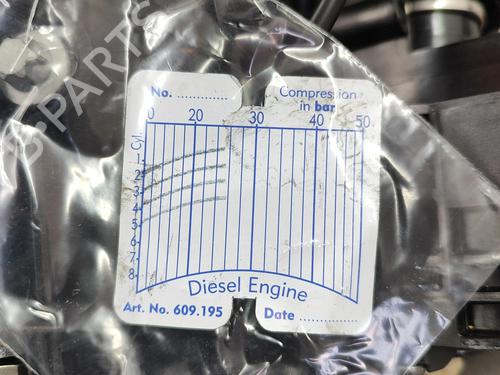 No. ............
Compression
in bar
0 20 30 40 50
Cyl.
1
2
3
4
5
6
7
8
Diesel Engine
Art. No. 609.195
Date ..............